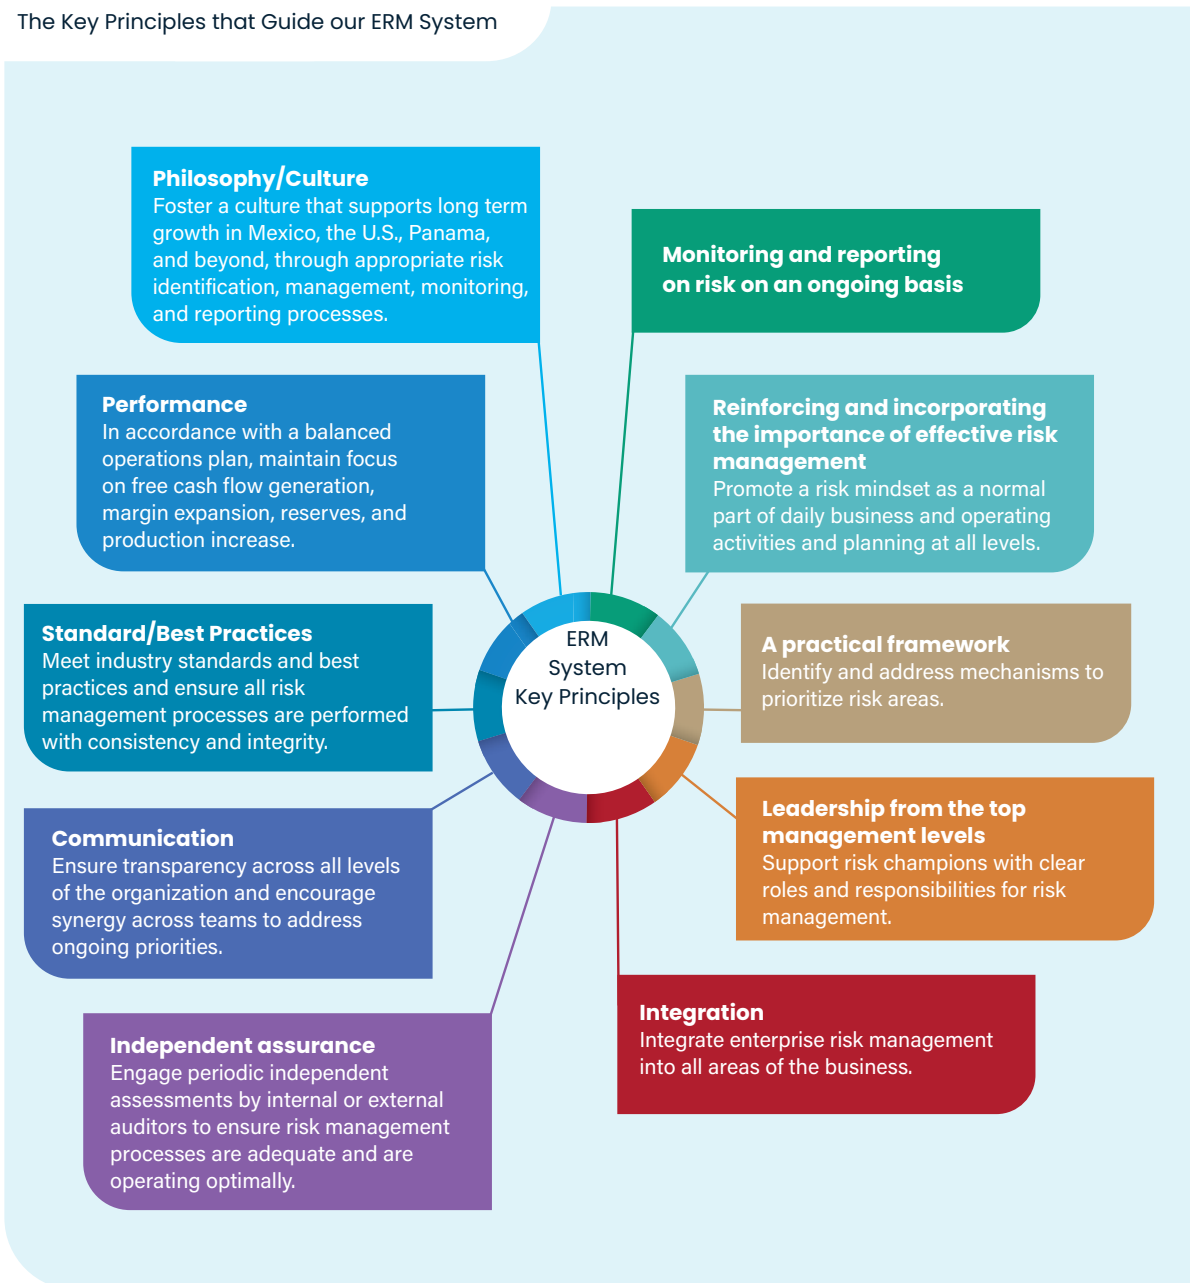 The Key Principles that Guide our ERM System
Philosophy/Culture
Foster a culture that supports long term
growth in Mexico, the U.S., Panama,
and beyond, through appropriate risk
identification, management, monitoring,
and reporting processes.
Monitoring and reporting
on risk on an ongoing basis
Performance
In accordance with a balanced
operations plan, maintain focus
on free cash flow generation,
margin expansion, reserves, and
production increase.
Reinforcing and incorporating
the importance of effective risk
management
Promote a risk mindset as a normal
part of daily business and operating
activities and planning at all levels.
Standard/Best Practices
Meet industry standards and best
practices and ensure all risk
management processes are performed
with consistency and integrity.
ERM
System
Key Principles
A practical framework
Identify and address mechanisms to
prioritize risk areas.
Communication
Ensure transparency across all levels
of the organization and encourage
synergy across teams to address
ongoing priorities.
Leadership from the top
management levels
Support risk champions with clear
roles and responsibilities for risk
management.
Independent assurance
Engage periodic independent
assessments by internal or external
auditors to ensure risk management
processes are adequate and are
operating optimally.
Integration
Integrate enterprise risk management
into all areas of the business.